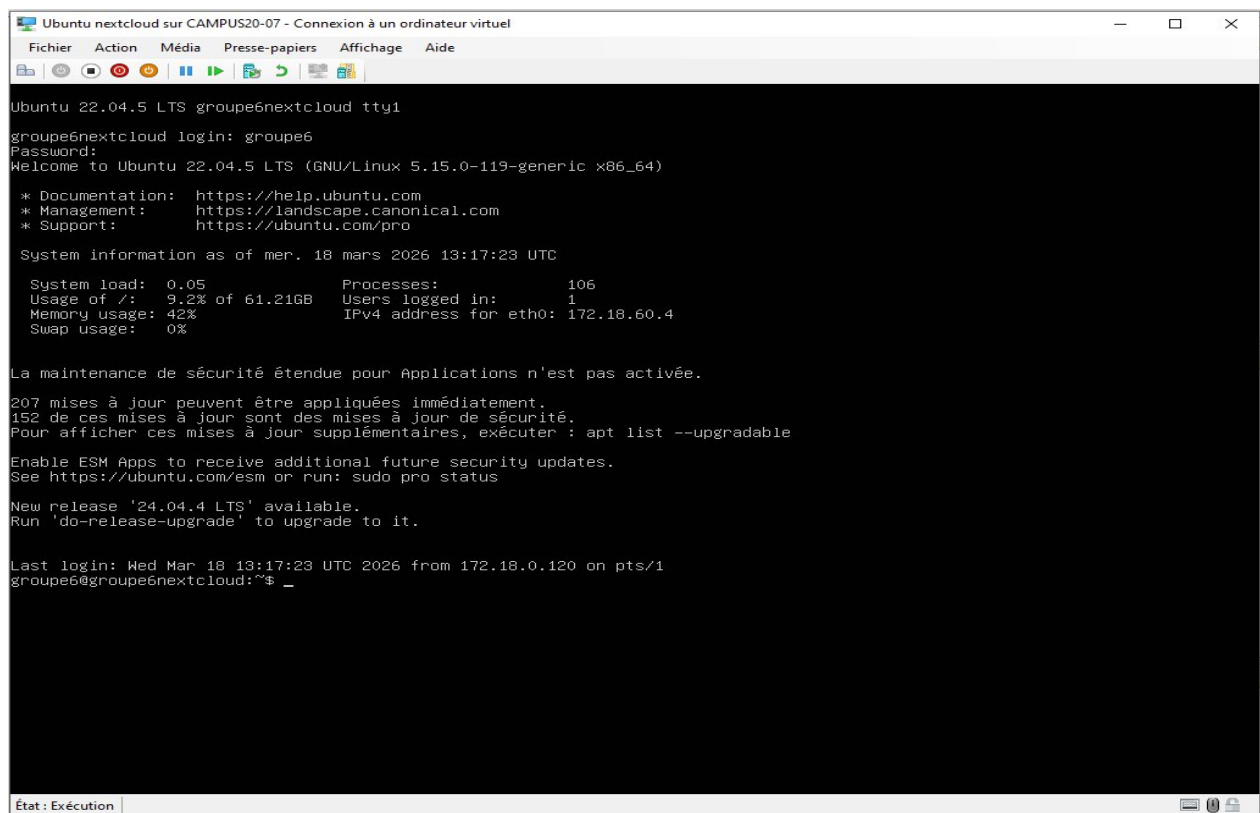 Ubuntu nextcloud sur CAMPUS20-07 - Connexion à un ordinateur virtuel
Fichier Action Média Presse-papiers Affichage Aide
Ubuntu 22.04.5 LTS groupe6nextcloud tty1
groupe6nextcloud login: groupe6
Password:
Welcome to Ubuntu 22.04.5 LTS (GNU/Linux 5.15.0-119-generic x86_64)
* Documentation: https://help.ubuntu.com
* Management: https://landscape.canonical.com
* Support: https://ubuntu.com/pro
System information as of mer. 18 mars 2026 13:17:23 UTC
System load: 0.05 Processes: 106
Usage of /: 9.2% of 61.21GB Users logged in: 1
Memory usage: 42% IPv4 address for eth0: 172.18.60.4
Swap usage: 0%
La maintenance de sécurité étendue pour Applications n'est pas activée.
207 mises à jour peuvent être appliquées immédiatement.
152 de ces mises à jour sont des mises à jour de sécurité.
Pour afficher ces mises à jour supplémentaires, exécuter : apt list --upgradable
Enable ESM Apps to receive additional future security updates.
See https://ubuntu.com/esm or run: sudo pro status
New release '24.04.4 LTS' available.
Run 'do-release-upgrade' to upgrade to it.
Last login: Wed Mar 18 13:17:23 UTC 2026 from 172.18.0.120 on pts/1
groupe6@groupe6nextcloud:~$ _
État : Exécution